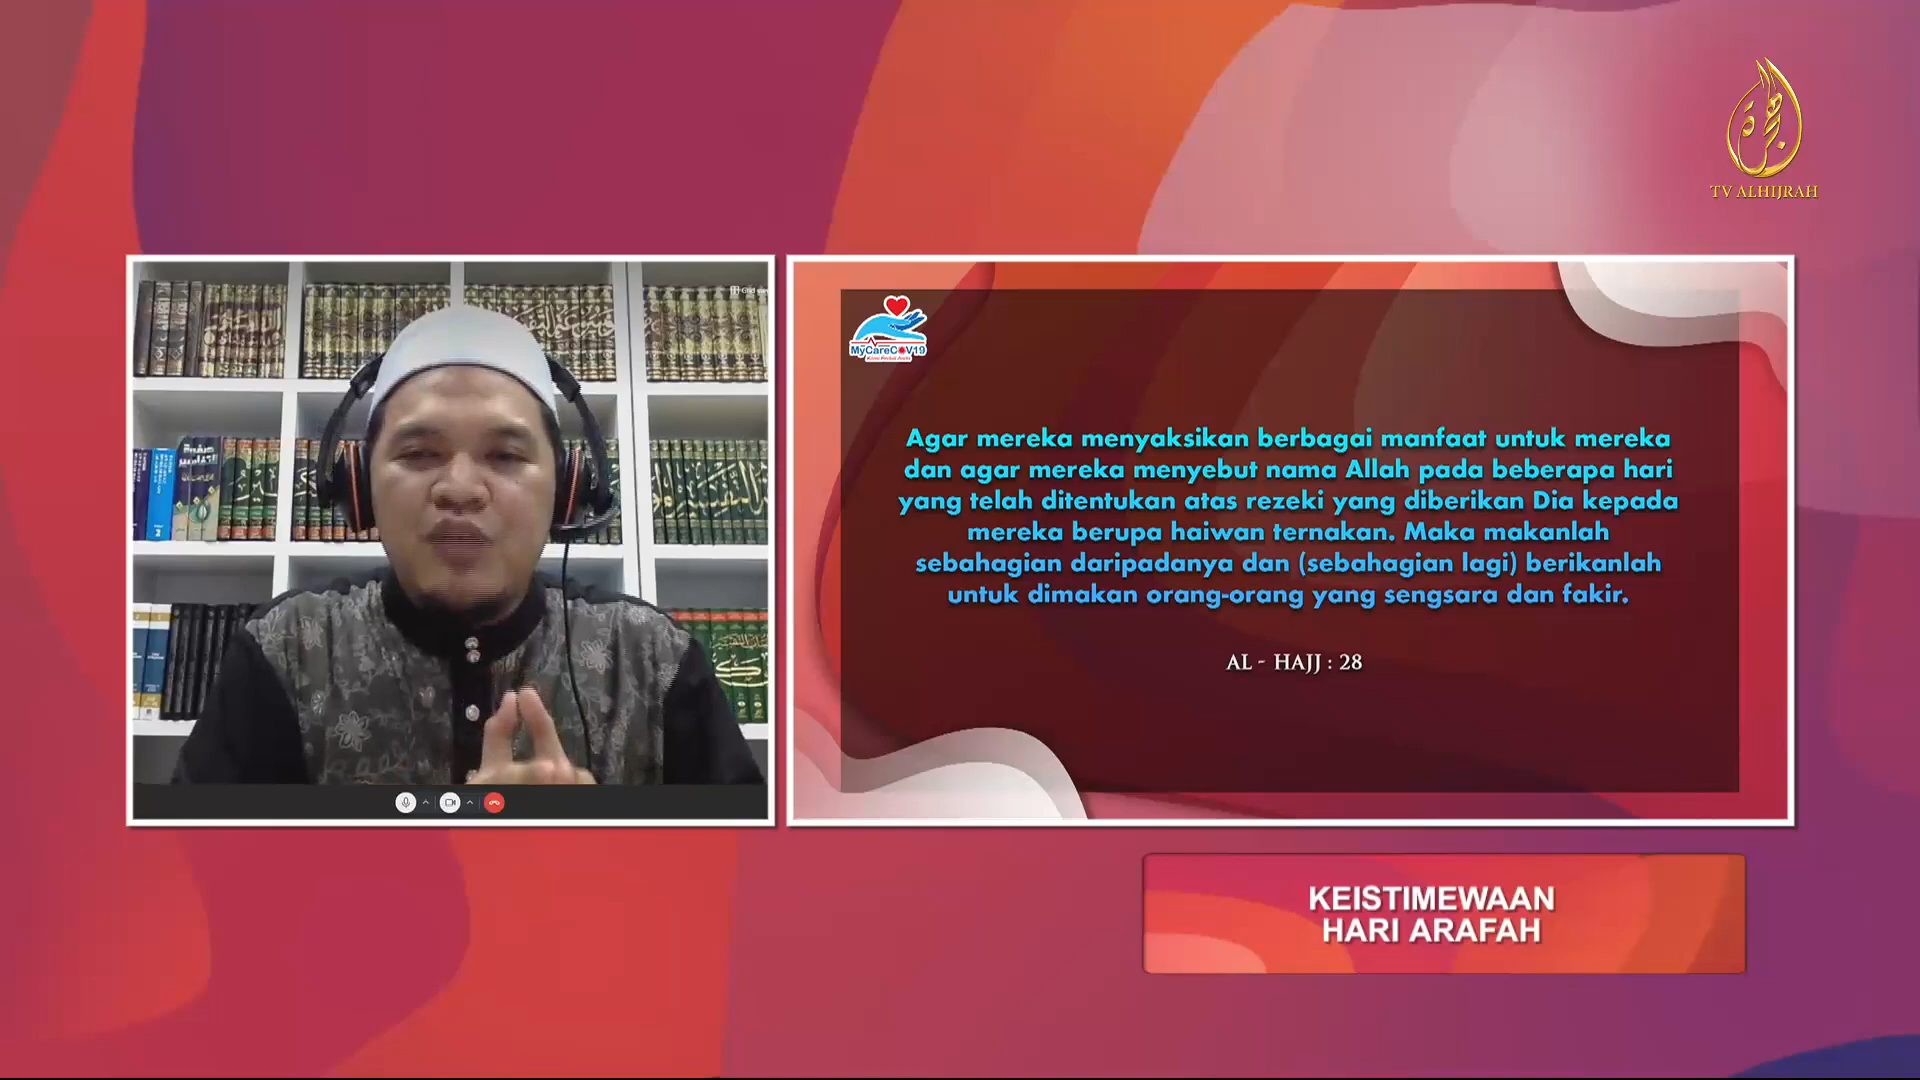 هجرة
TV ALHIJRAH
MyCareCOV19
Agar mereka menyaksikan berbagai manfaat untuk mereka
dan agar mereka menyebut nama Allah pada beberapa hari
yang telah ditentukan atas rezeki yang diberikan Dia kepada
mereka berupa haiwan ternakan. Maka makanlah
sebahagian daripadanya dan (sebahagian lagi) berikanlah
untuk dimakan orang-orang yang sengsara dan fakir.
AL - HAJJ : 28
KEISTIMEWAAN
HARI ARAFAH